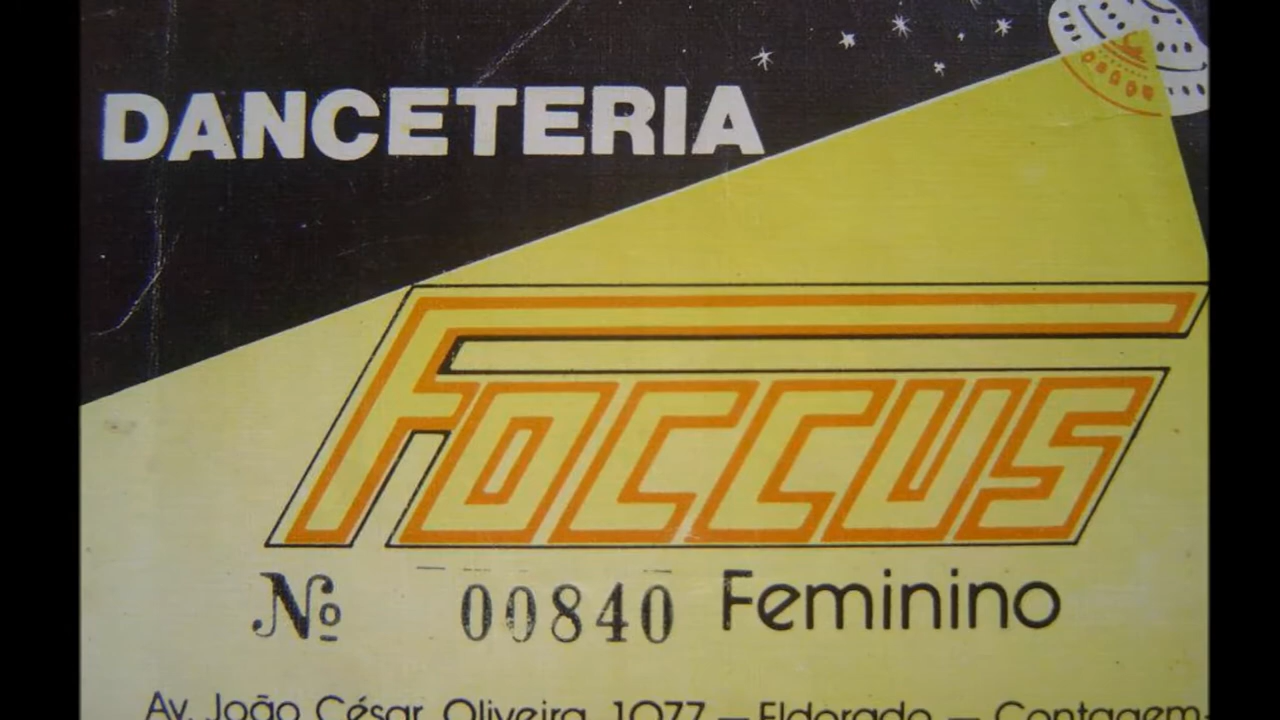 DANCETERIA
FOCCUS
Nº 00840 Feminino
Av. João César Oliveira, 1077 – Eldorado – Contagem